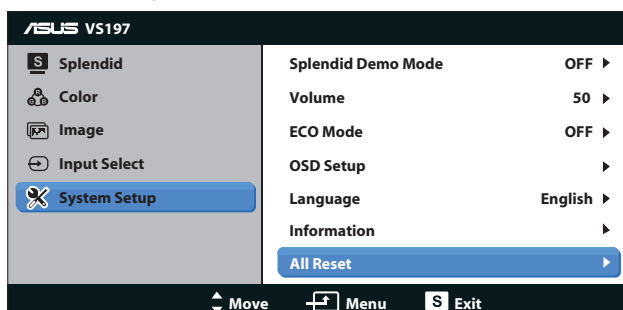 ASUS VS197
S Splendid
Color
Image
Input Select
System Setup
Splendid Demo Mode OFF
Volume 50
ECO Mode OFF
OSD Setup
Language English
Information
All Reset
Move Menu S Exit